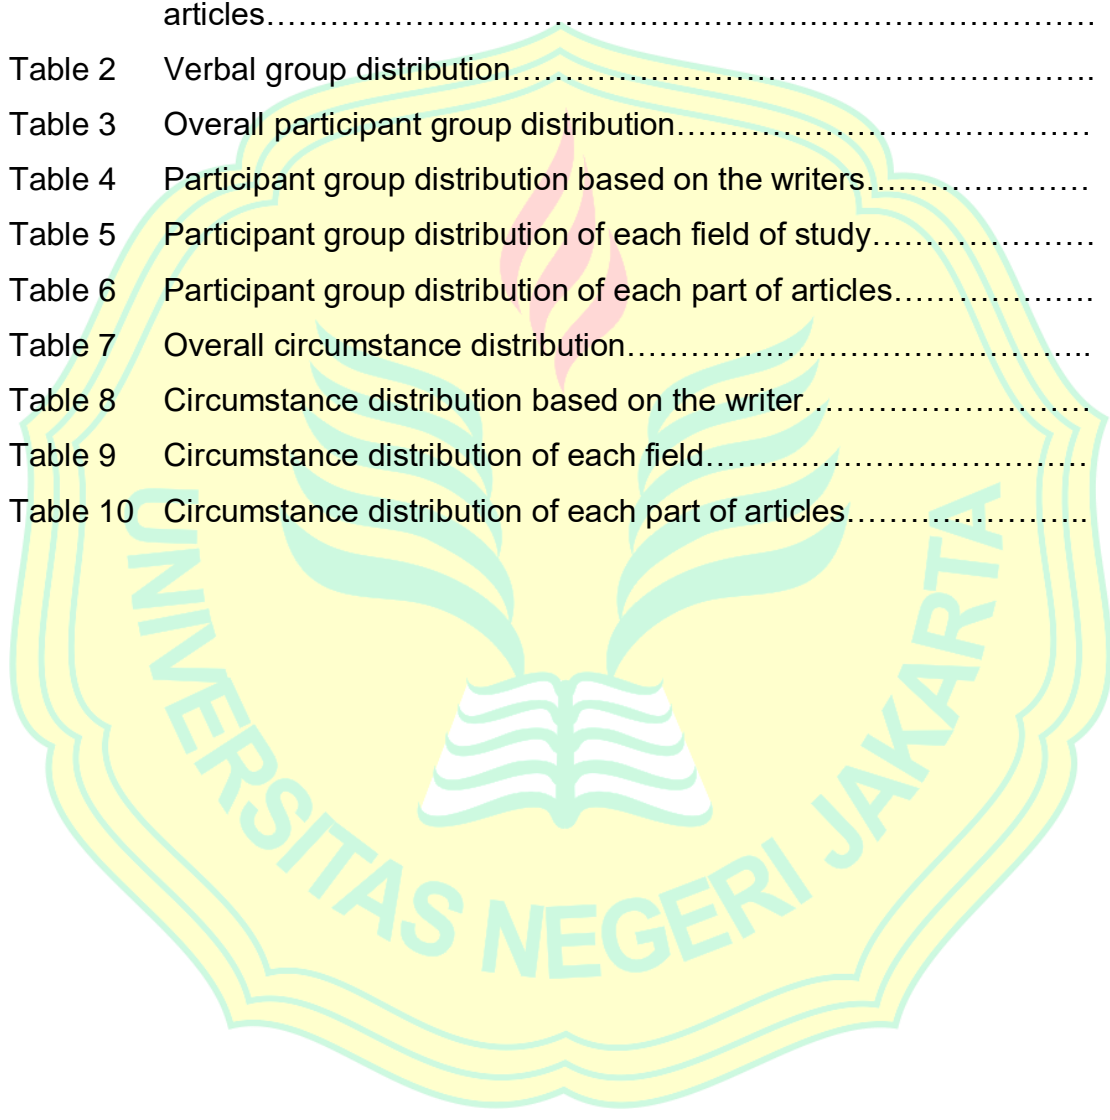 articles…………………………………………………………………………….
Table 2 Verbal group distribution…………………………………………………….
Table 3 Overall participant group distribution……………………………………
Table 4 Participant group distribution based on the writers…………………
Table 5 Participant group distribution of each field of study…………………
Table 6 Participant group distribution of each part of articles……………….
Table 7 Overall circumstance distribution………………………………………..
Table 8 Circumstance distribution based on the writer………………………
Table 9 Circumstance distribution of each field…………………………………
Table 10 Circumstance distribution of each part of articles…………………..
UNIVERSITAS NEGERI JAKARTA